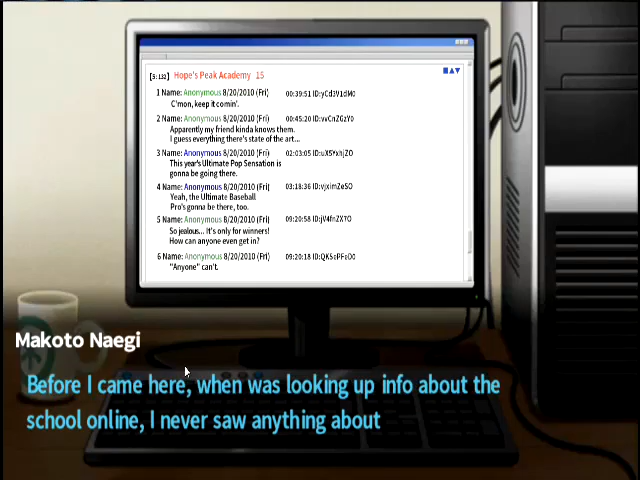 [5:132] Hope's Peak Academy 15
1 Name: Anonymous 8/20/2010 (Fri) 00:39:51 ID:yCd3V1dM0
C'mon, keep it comin'.
2 Name: Anonymous 8/20/2010 (Fri) 00:45:20 ID:vvCnZGzY0
Apparently my friend kinda knows them.
I guess everything there's state of the art...
3 Name: Anonymous 8/20/2010 (Fri) 02:03:05 ID:uX5YxhjZO
This year's Ultimate Pop Sensation is
gonna be going there.
4 Name: Anonymous 8/20/2010 (Fri) 03:18:36 ID:vjximZeSO
Yeah, the Ultimate Baseball
Pro's gonna be there, too.
5 Name: Anonymous 8/20/2010 (Fri) 09:20:58 ID:jV4fnZXTO
So jealous... It's only for winners!
How can anyone even get in?
6 Name: Anonymous 8/20/2010 (Fri) 09:20:18 ID:QKSePFeO0
"Anyone" can't.
Makoto Naegi
Before I came here, when was looking up info about the
school online, I never saw anything about